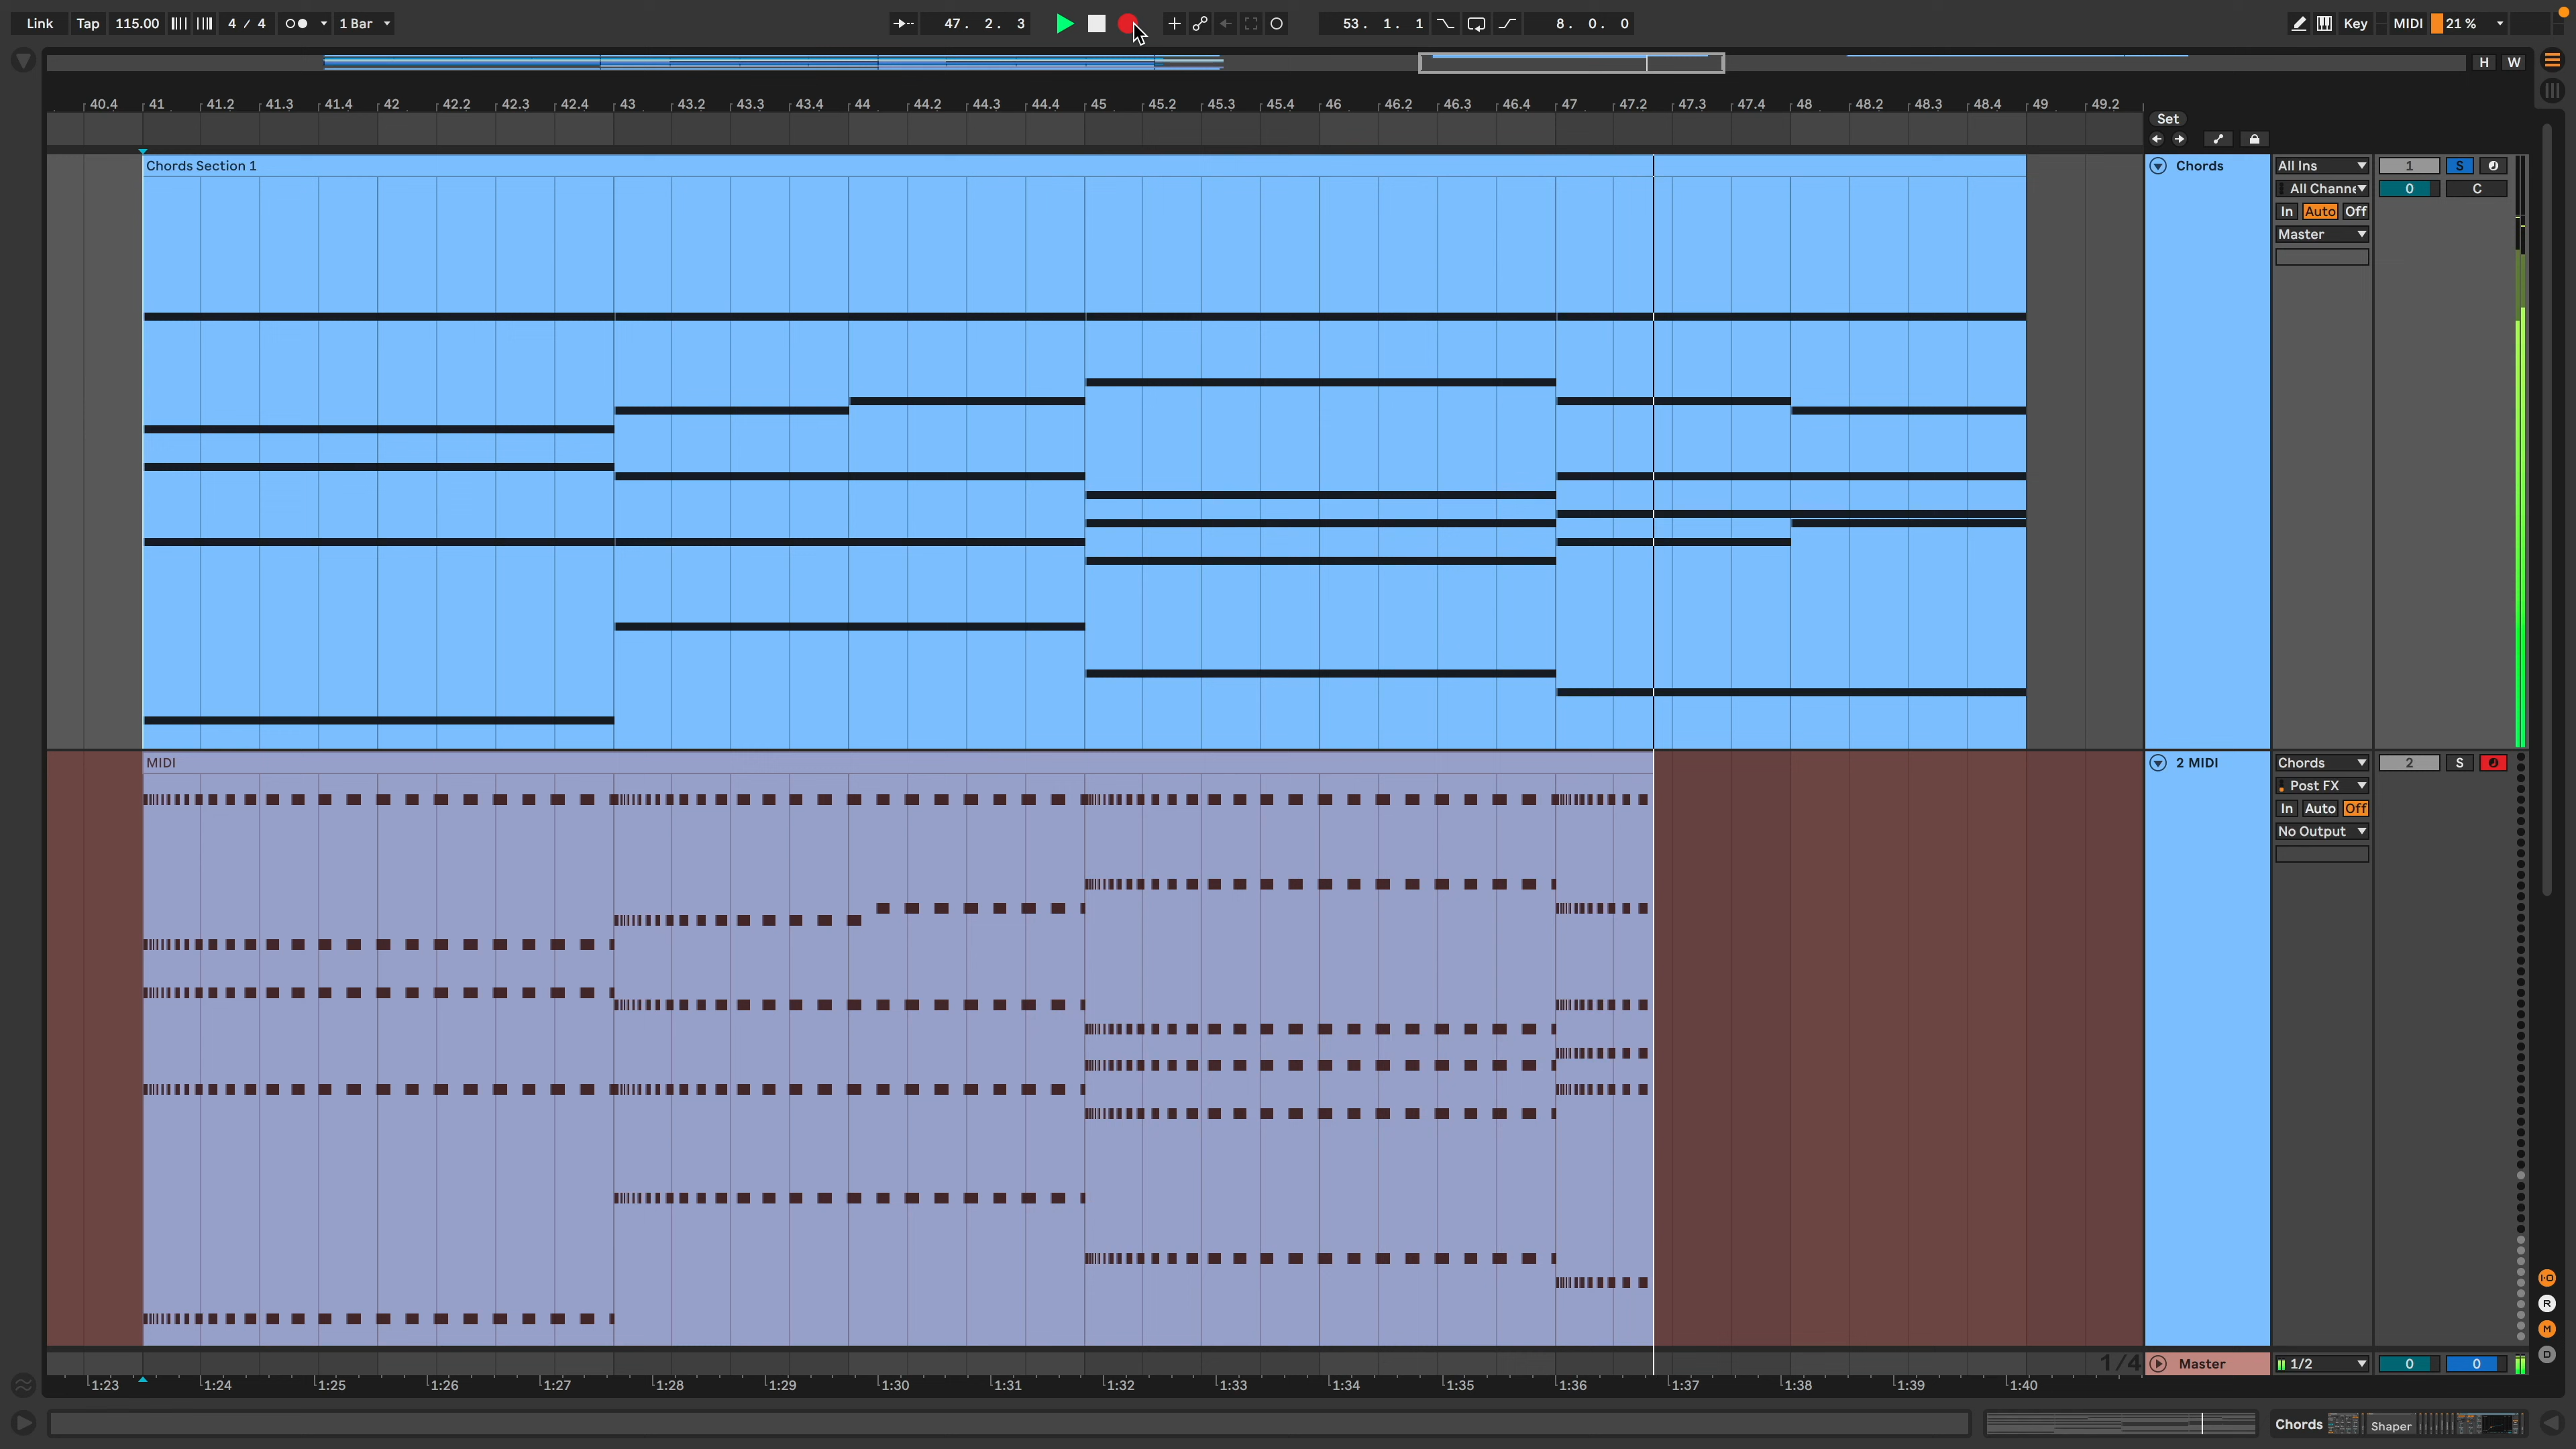 Link Tap 115.00 4 / 4 1 Bar 47. 2. 3 53. 1. 1 8. 0. 0 Key MIDI 21 %
H W
40.4 41 41.2 41.3 41.4 42 42.2 42.3 42.4 43 43.2 43.3 43.4 44 44.2 44.3 44.4 45 45.2 45.3 45.4 46 46.2 46.3 46.4 47 47.2 47.3 47.4 48 48.2 48.3 48.4 49 49.2
Set
Chords Section 1 Chords All Ins 1 S
All Channe 0 C
In Auto Off
Master
MIDI 2 MIDI Chords 2 S
Post FX
In Auto Off
No Output
I-O
R
M
D
1/4 Master 1/2 0 0
1:23 1:24 1:25 1:26 1:27 1:28 1:29 1:30 1:31 1:32 1:33 1:34 1:35 1:36 1:37 1:38 1:39 1:40
Chords Shaper